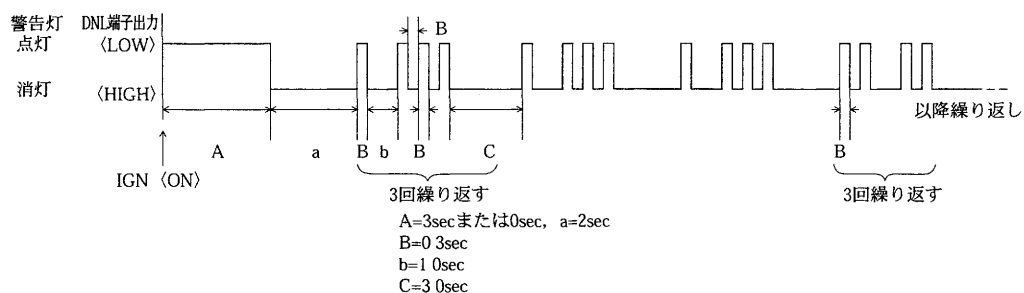 警告灯 DNL端子出力
点灯 〈LOW〉
B
消灯 〈HIGH〉
以降繰り返し
A a B b B C B
IGN 〈ON〉
3回繰り返す 3回繰り返す
A=3secまたは0sec, a=2sec
B=0 3sec
b=1 0sec
C=3 0sec